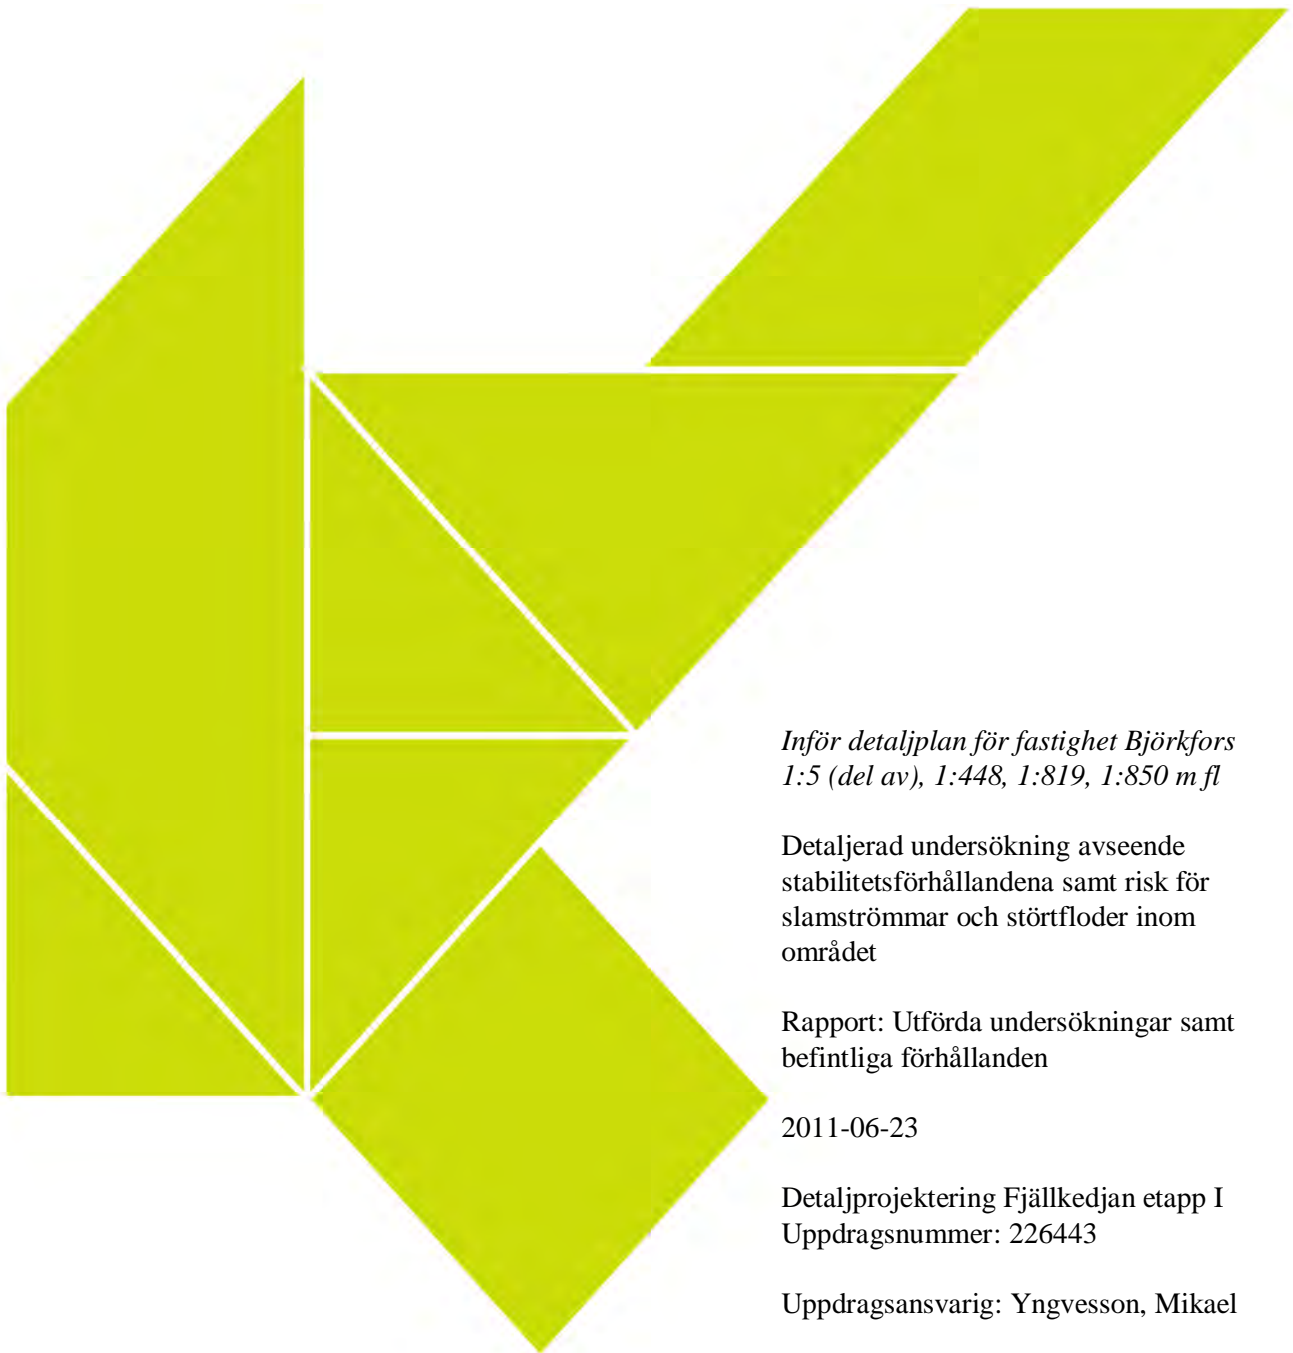 Inför detaljplan för fastighet Björkfors
1:5 (del av), 1:448, 1:819, 1:850 m fl
Detaljerad undersökning avseende
stabilitetsförhållandena samt risk för
slamströmmar och störtfloder inom
området
Rapport: Utförda undersökningar samt
befintliga förhållanden
2011-06-23
Detaljprojektering Fjällkedjan etapp I
Uppdragsnummer: 226443
Uppdragsansvarig: Yngvesson, Mikael